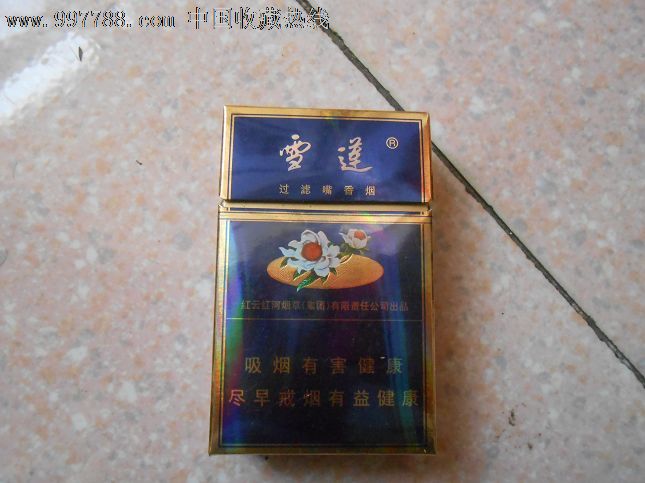 www.997788.com 中国收藏热线
雪莲®
过滤嘴香烟
红云红河烟草(集团)有限责任公司出品
吸烟有害健康
尽早戒烟有益健康